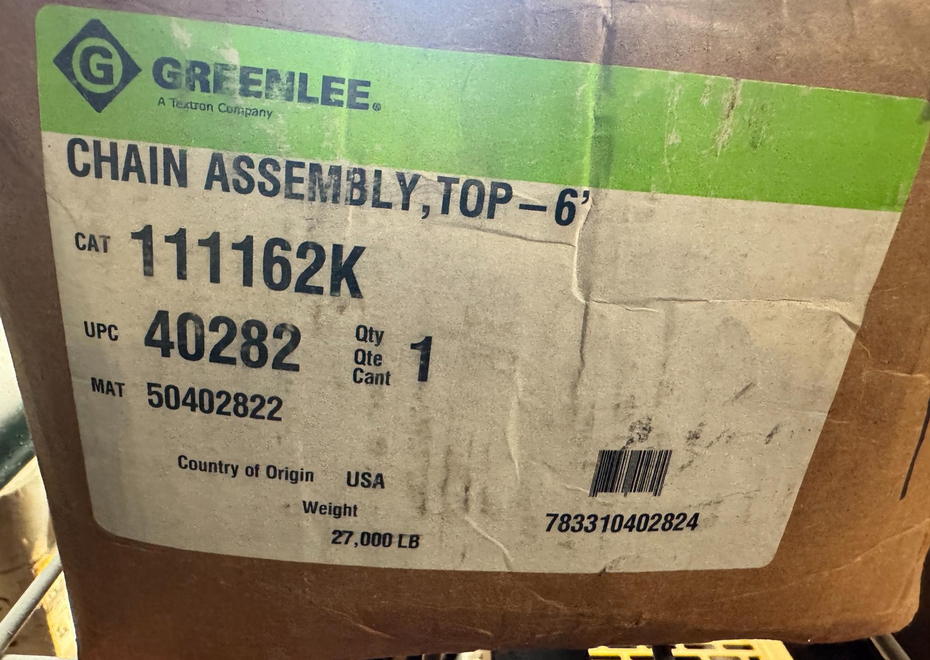 G GREENLEE®
A Textron Company
CHAIN ASSEMBLY,TOP–6'
CAT 111162K
UPC 40282 Qty Qte Cant 1
MAT 50402822
Country of Origin USA
Weight
27,000 LB
783310402824